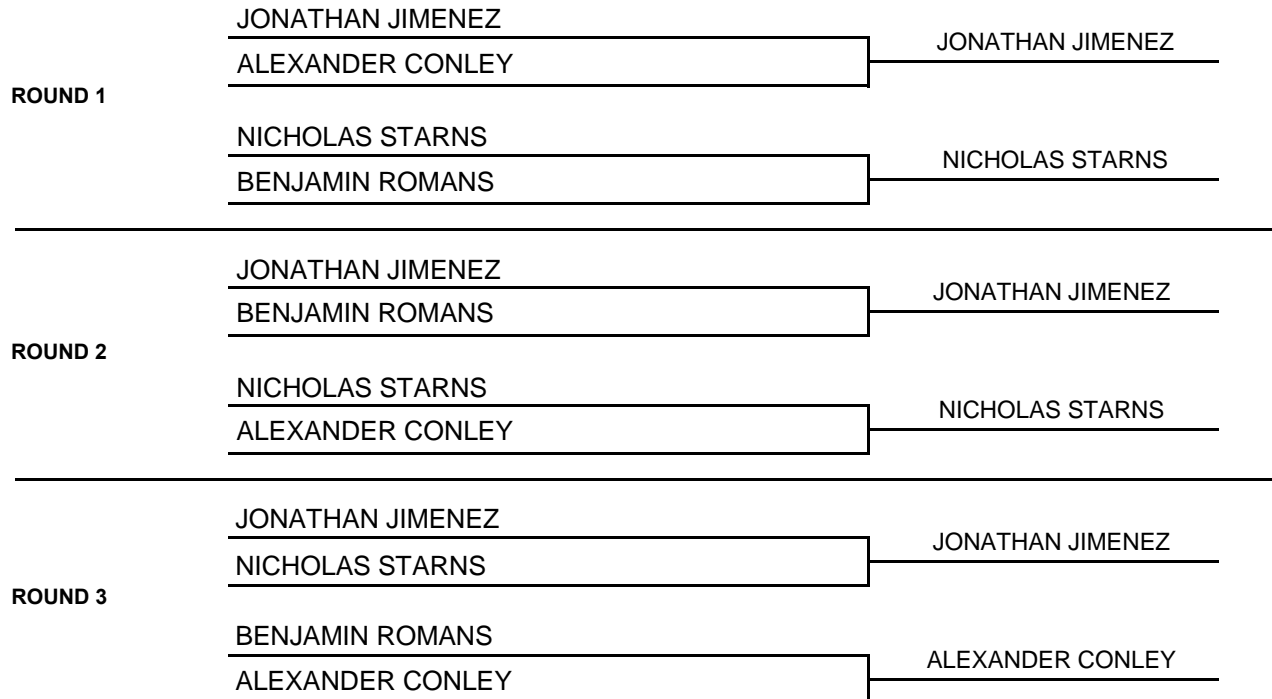 JONATHAN JIMENEZ
JONATHAN JIMENEZ
ALEXANDER CONLEY
ROUND 1
NICHOLAS STARNS
NICHOLAS STARNS
BENJAMIN ROMANS
JONATHAN JIMENEZ
JONATHAN JIMENEZ
BENJAMIN ROMANS
ROUND 2
NICHOLAS STARNS
NICHOLAS STARNS
ALEXANDER CONLEY
JONATHAN JIMENEZ
JONATHAN JIMENEZ
NICHOLAS STARNS
ROUND 3
BENJAMIN ROMANS
ALEXANDER CONLEY
ALEXANDER CONLEY